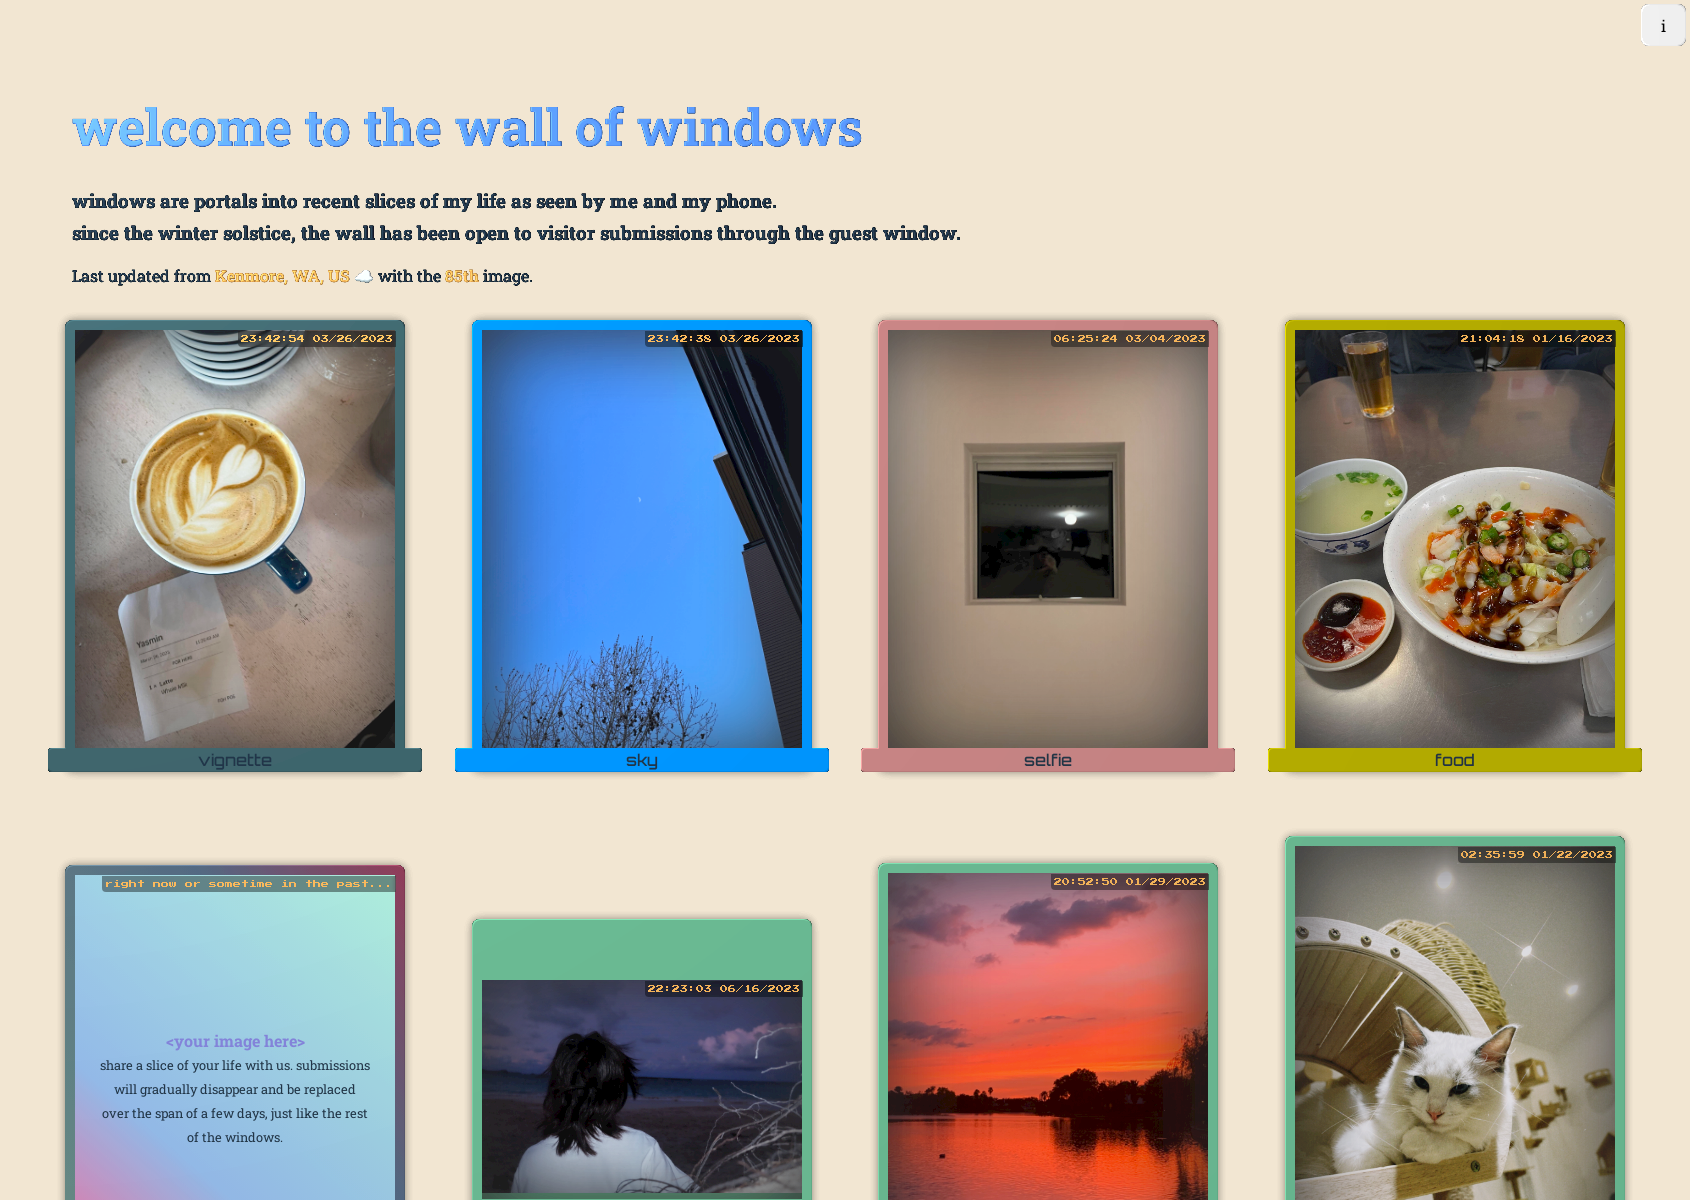 i
welcome to the wall of windows
windows are portals into recent slices of my life as seen by me and my phone.
since the winter solstice, the wall has been open to visitor submissions through the guest window.
Last updated from Kenmore, WA, US ☁️ with the 85th image.
23:42:54 03/26/2023
Yasmin
1 x Latte
Whole Milk
vignette
23:42:38 03/26/2023
sky
06:25:24 03/04/2023
selfie
21:04:18 01/16/2023
food
right now or sometime in the past...
<your image here>
share a slice of your life with us. submissions
will gradually disappear and be replaced
over the span of a few days, just like the rest
of the windows.
22:23:03 06/16/2023
20:52:50 01/29/2023
02:35:59 01/22/2023